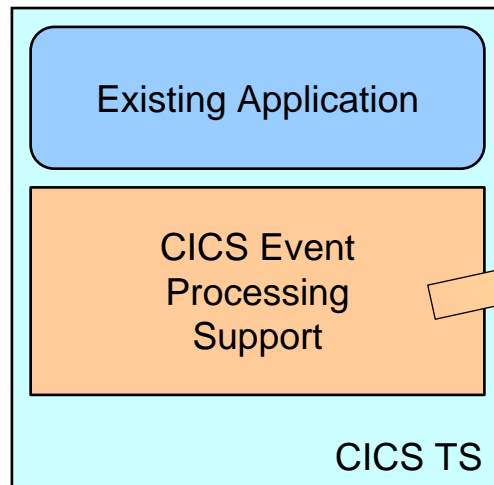 Existing Application
CICS Event
Processing
Support
CICS TS